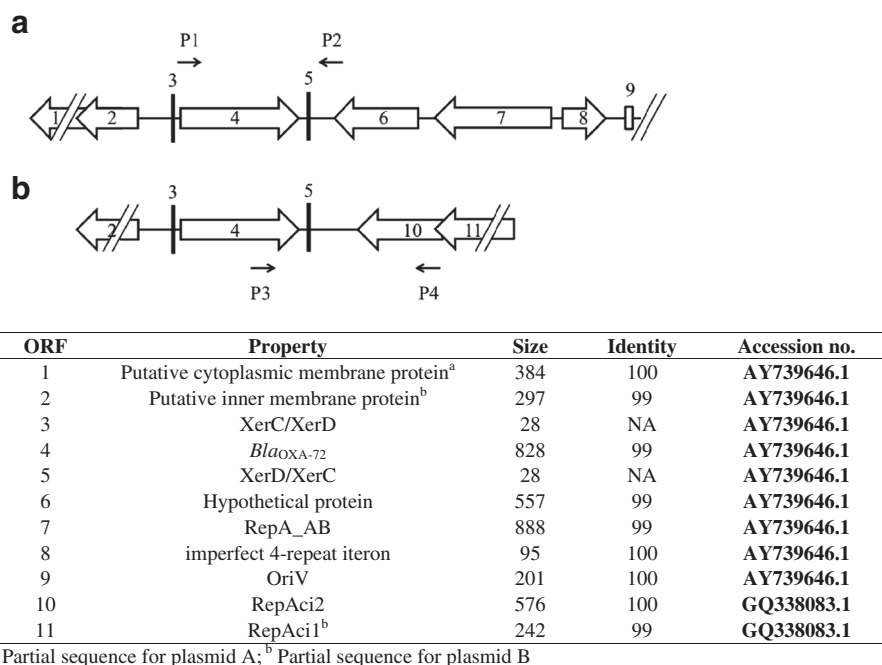 a
P1 P2
3 5 9
1 2 4 6 7 8
b
3 5
2 4 10 11
P3 P4
ORF Property Size Identity Accession no.
1 Putative cytoplasmic membrane proteinᵃ 384 100 AY739646.1
2 Putative inner membrane proteinᵇ 297 99 AY739646.1
3 XerC/XerD 28 NA AY739646.1
4 BlaOXA-72 828 99 AY739646.1
5 XerD/XerC 28 NA AY739646.1
6 Hypothetical protein 557 99 AY739646.1
7 RepA_AB 888 99 AY739646.1
8 imperfect 4-repeat iteron 95 100 AY739646.1
9 OriV 201 100 AY739646.1
10 RepAci2 576 100 GQ338083.1
11 RepAci1ᵇ 242 99 GQ338083.1
Partial sequence for plasmid A; ᵇ Partial sequence for plasmid B